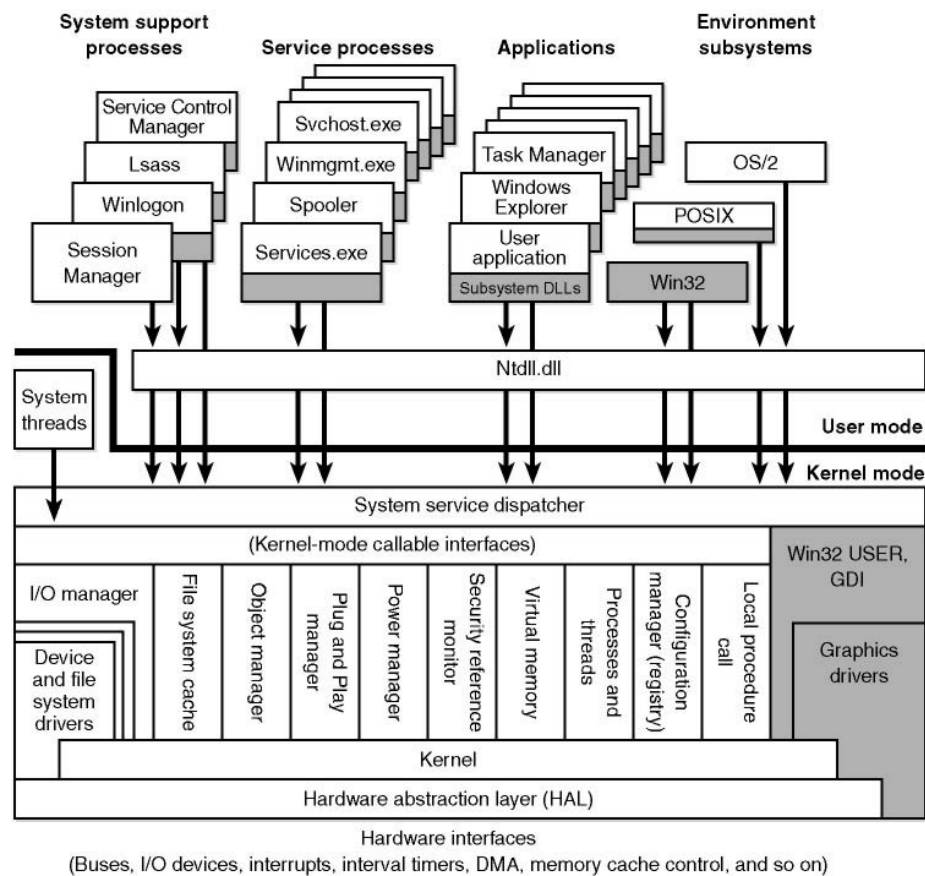 System support
processes
Service processes
Applications
Environment
subsystems
Service Control
Manager
Lsass
Winlogon
Session
Manager
Svchost.exe
Winmgmt.exe
Spooler
Services.exe
Task Manager
Windows
Explorer
User
application
Subsystem DLLs
OS/2
POSIX
Win32
Ntdll.dll
System
threads
User mode
Kernel mode
System service dispatcher
(Kernel-mode callable interfaces)
I/O manager
Device and
file system
drivers
File system cache
Object manager
Plug and Play
manager
Power manager
Security reference
monitor
Virtual memory
Processes and
threads
Configuration
manager (registry)
Local procedure
call
Win32 USER,
GDI
Graphics
drivers
Kernel
Hardware abstraction layer (HAL)
Hardware interfaces
(Buses, I/O devices, interrupts, interval timers, DMA, memory cache control, and so on)